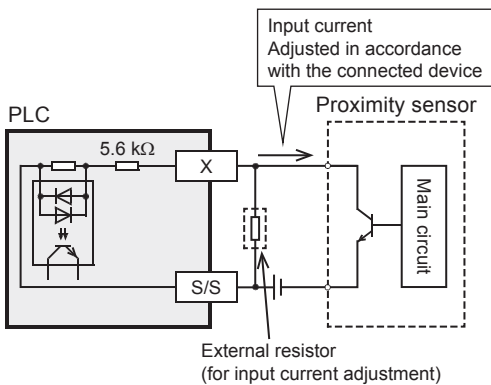 Input current
Adjusted in accordance
with the connected device
PLC
Proximity sensor
5.6 kΩ
X
Main circuit
S/S
External resistor
(for input current adjustment)